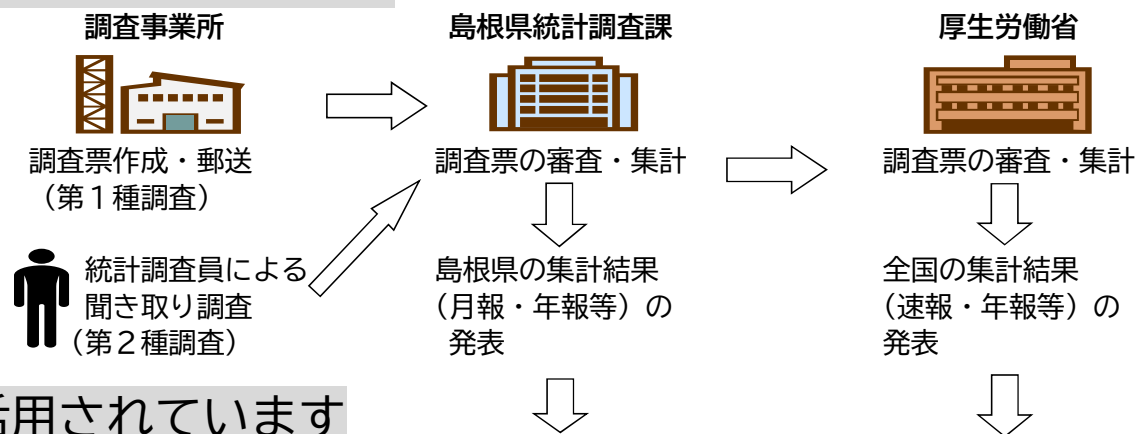 調査事業所
調査票作成・郵送
(第１種調査)
統計調査員による
聞き取り調査
(第２種調査)
島根県統計調査課
調査票の審査・集計
島根県の集計結果
(月報・年報等)の
発表
厚生労働省
調査票の審査・集計
全国の集計結果
(速報・年報等)の
発表
活用されています